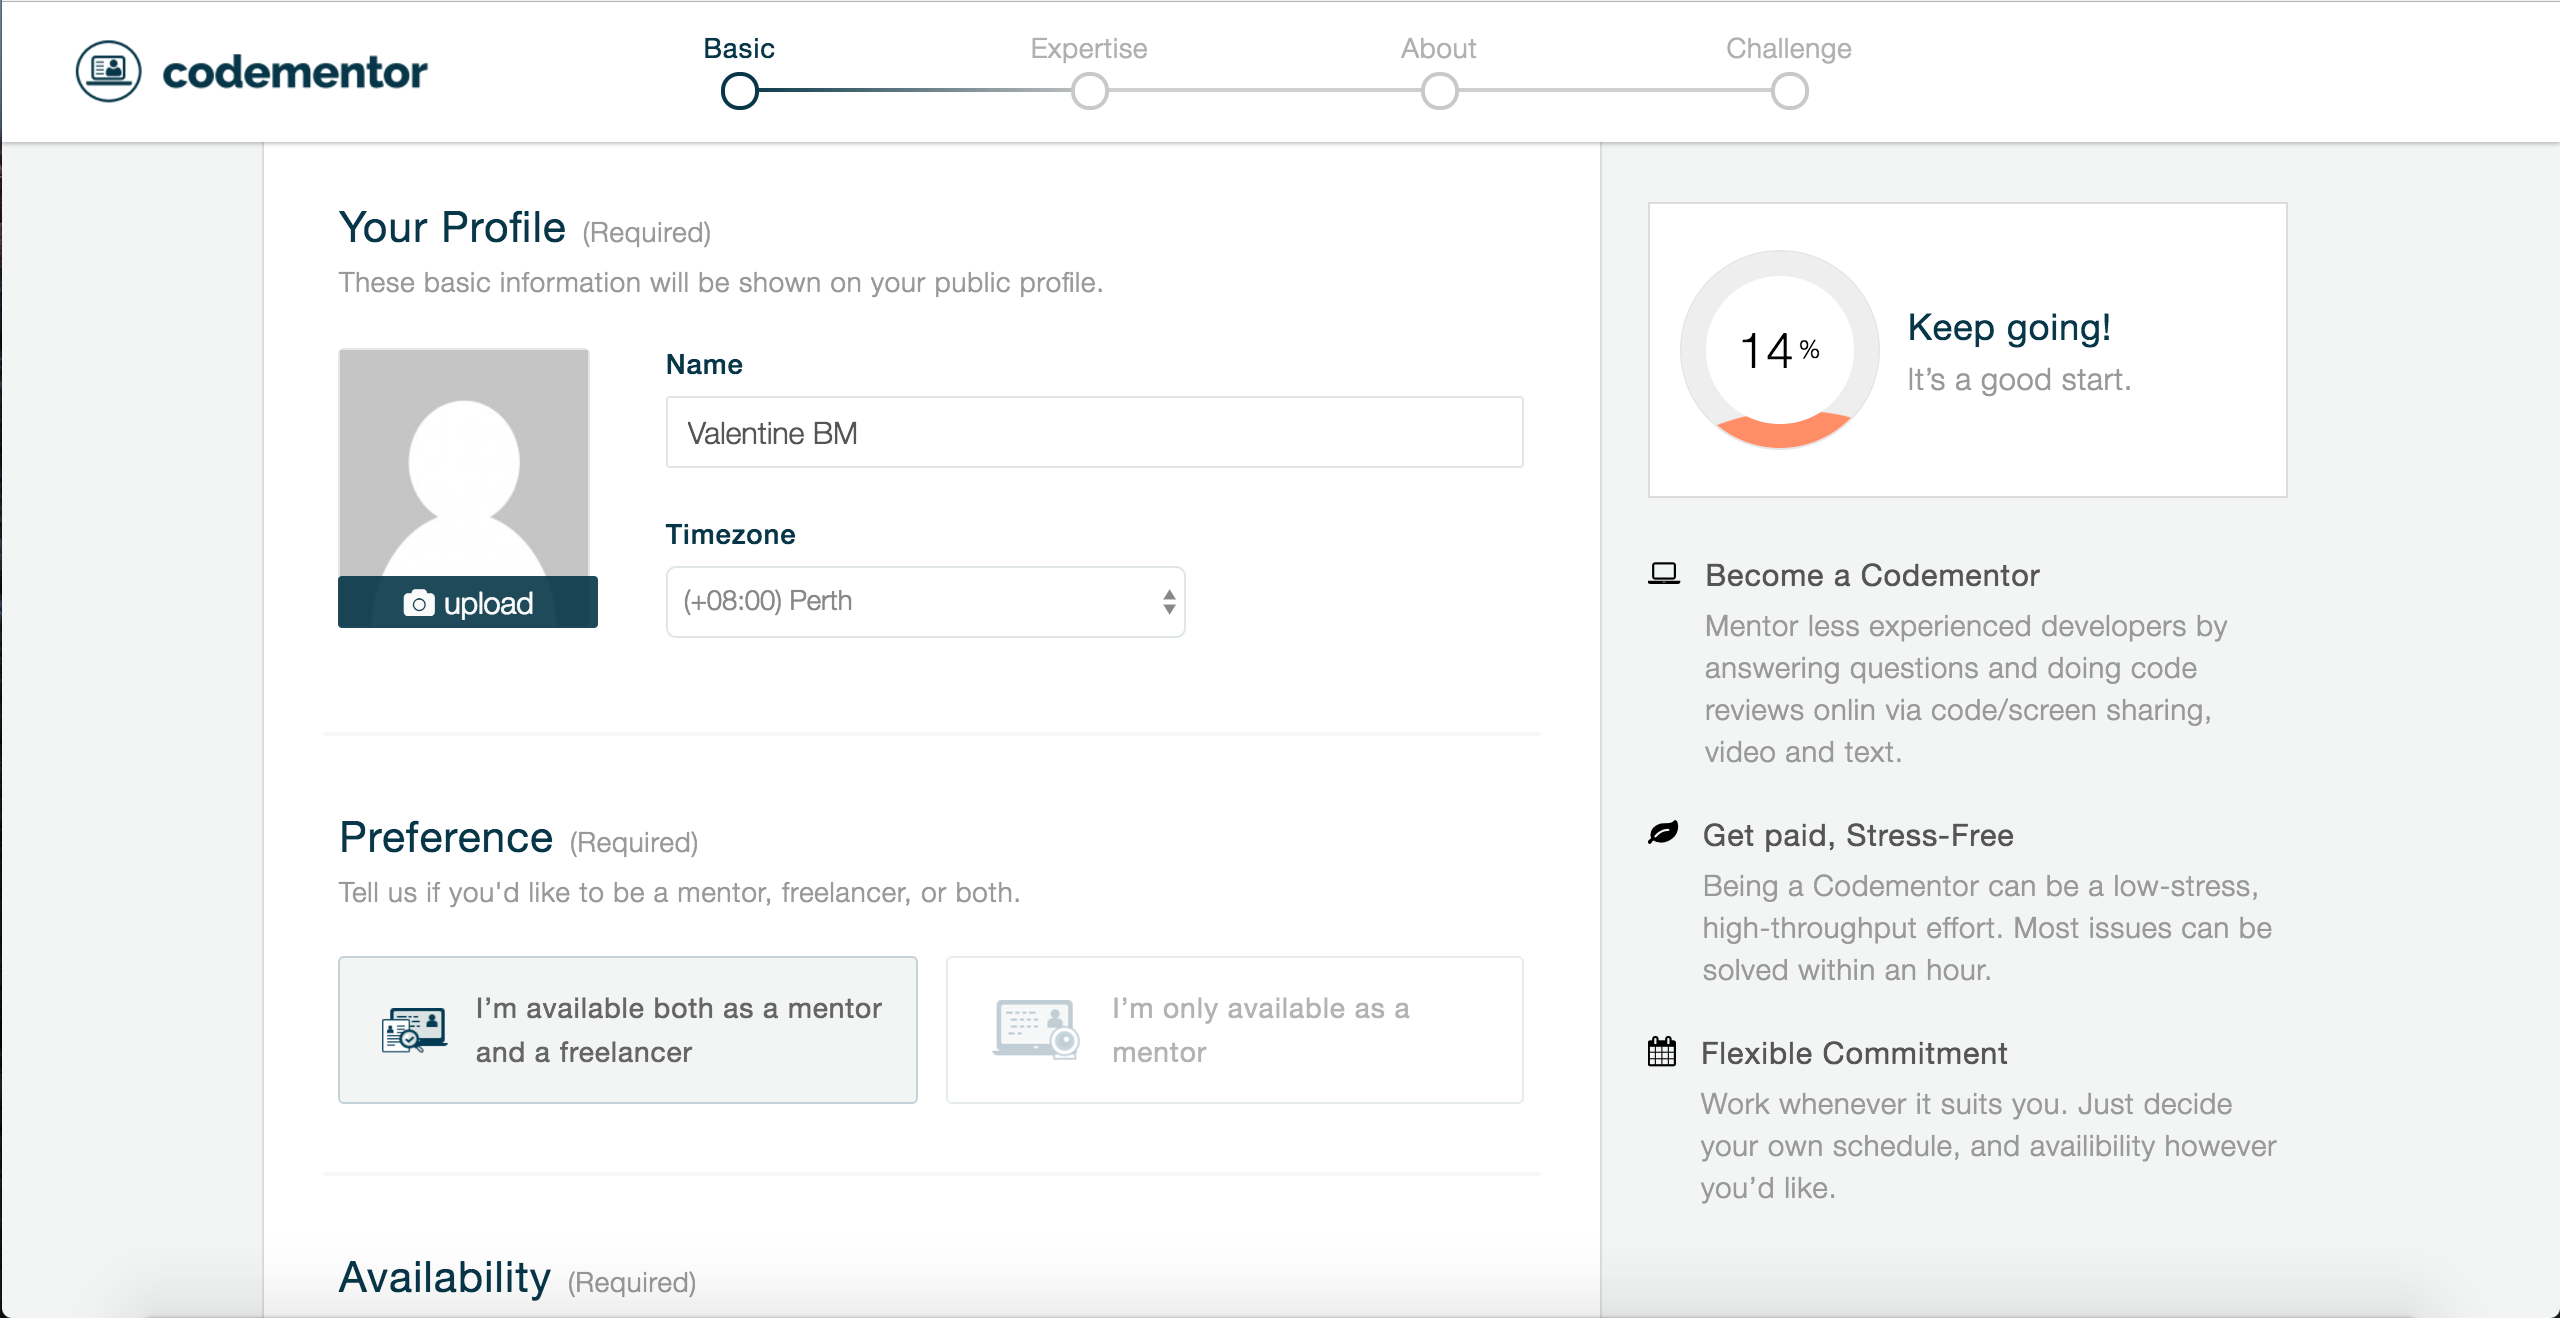 codementor
Basic
Expertise
About
Challenge
Your Profile (Required)
These basic information will be shown on your public profile.
upload
Name
Valentine BM
Timezone
(+08:00) Perth
Preference (Required)
Tell us if you'd like to be a mentor, freelancer, or both.
I’m available both as a mentor
and a freelancer
I’m only available as a
mentor
Availability (Required)
14%
Keep going!
It’s a good start.
Become a Codementor
Mentor less experienced developers by
answering questions and doing code
reviews onlin via code/screen sharing,
video and text.
Get paid, Stress-Free
Being a Codementor can be a low-stress,
high-throughput effort. Most issues can be
solved within an hour.
Flexible Commitment
Work whenever it suits you. Just decide
your own schedule, and availibility however
you’d like.